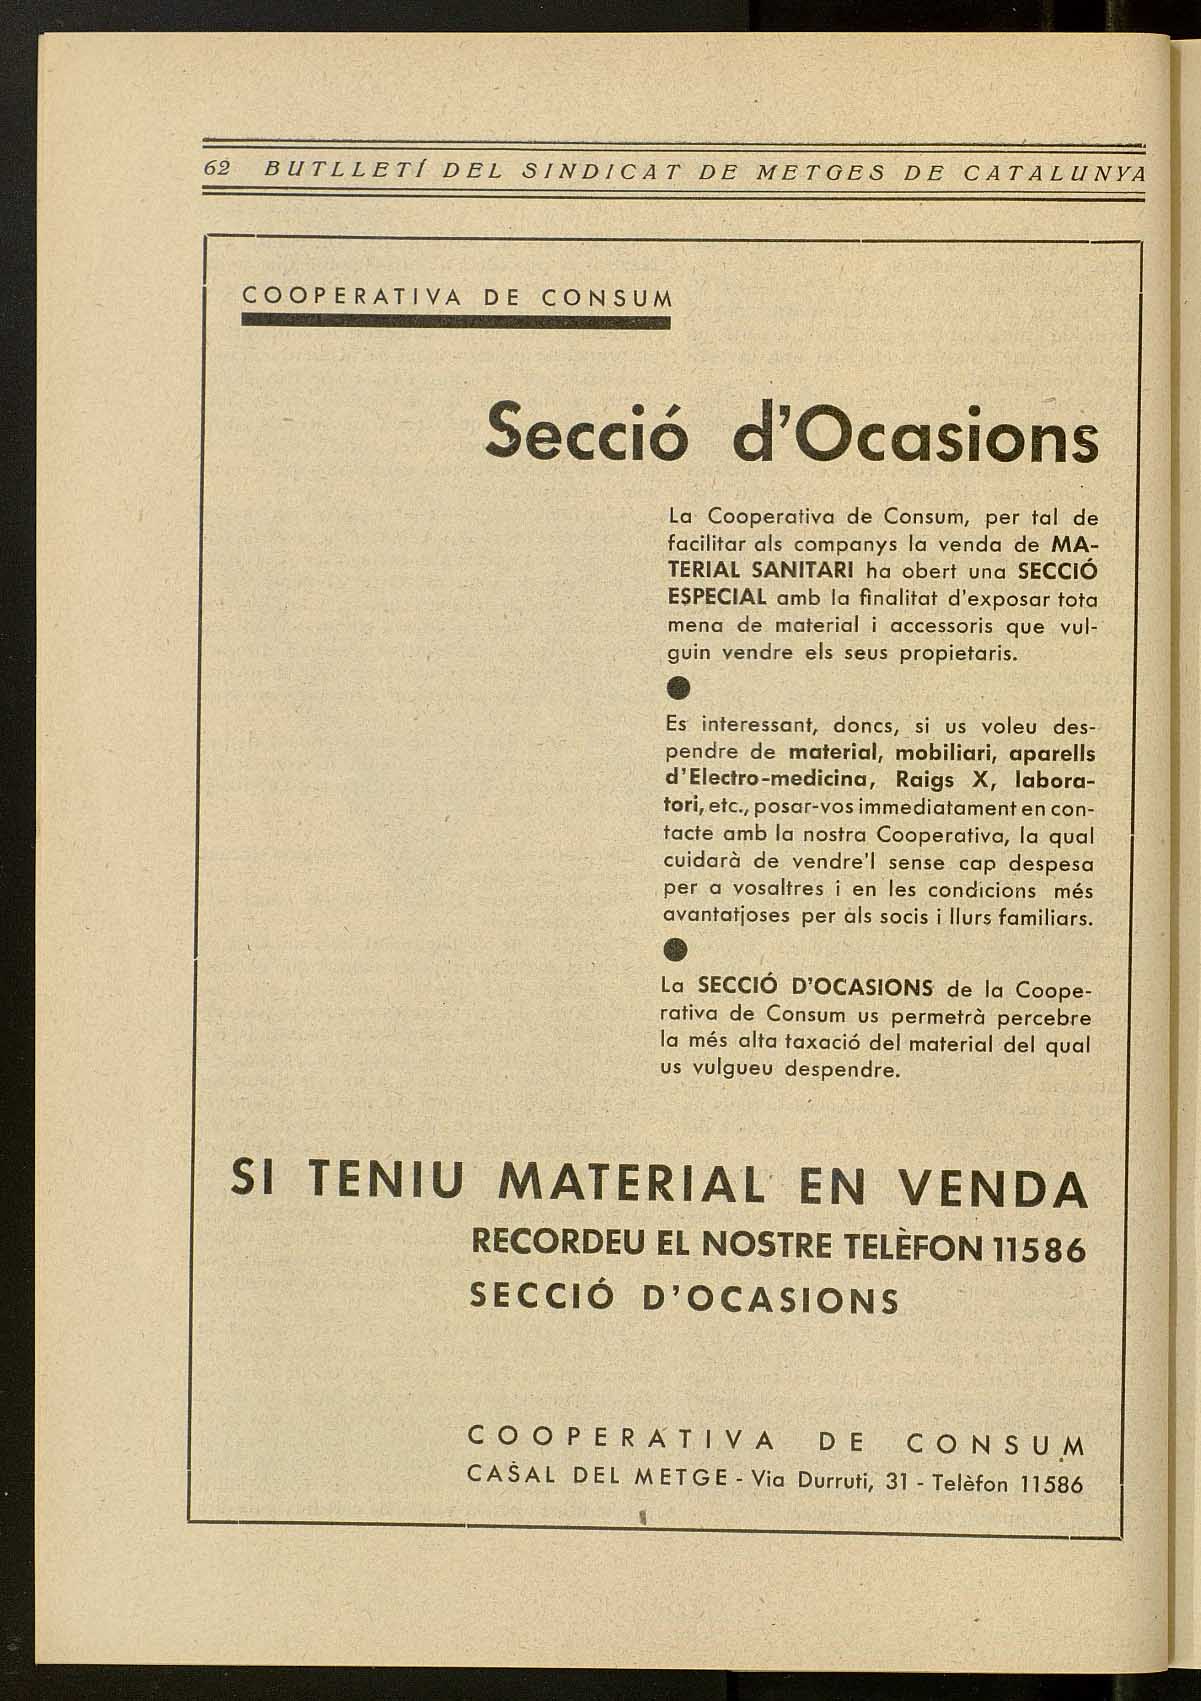 62 BUTLLETÍ DEL SINDICAT DE METGES DE CATALUNYA
COOPERATIVA DE CONSUM
Secció d'Ocasions
La Cooperativa de Consum, per tal de
facilitar als companys la venda de MA-
TERIAL SANITARI ha obert una SECCIÓ
ESPECIAL amb la finalitat d'exposar tota
mena de material i accessoris que vul-
guin vendre els seus propietaris.
Es interessant, doncs, si us voleu des-
pendre de material, mobiliari, aparells
d'Electro-medicina, Raigs X, labora-
tori, etc., posar-vos immediatament en con-
tacte amb la nostra Cooperativa, la qual
cuidarà de vendre'l sense cap despesa
per a vosaltres i en les condicions més
avantatjoses per als socis i llurs familiars.
La SECCIÓ D'OCASIONS de la Coope-
rativa de Consum us permetrà percebre
la més alta taxació del material del qual
us vulgueu despendre.
SI TENIU MATERIAL EN VENDA
RECORDEU EL NOSTRE TELÈFON 11586
SECCIÓ D'OCASIONS
COOPERATIVA DE CONSUM
CASAL DEL METGE - Via Durruti, 31 - Telèfon 11586